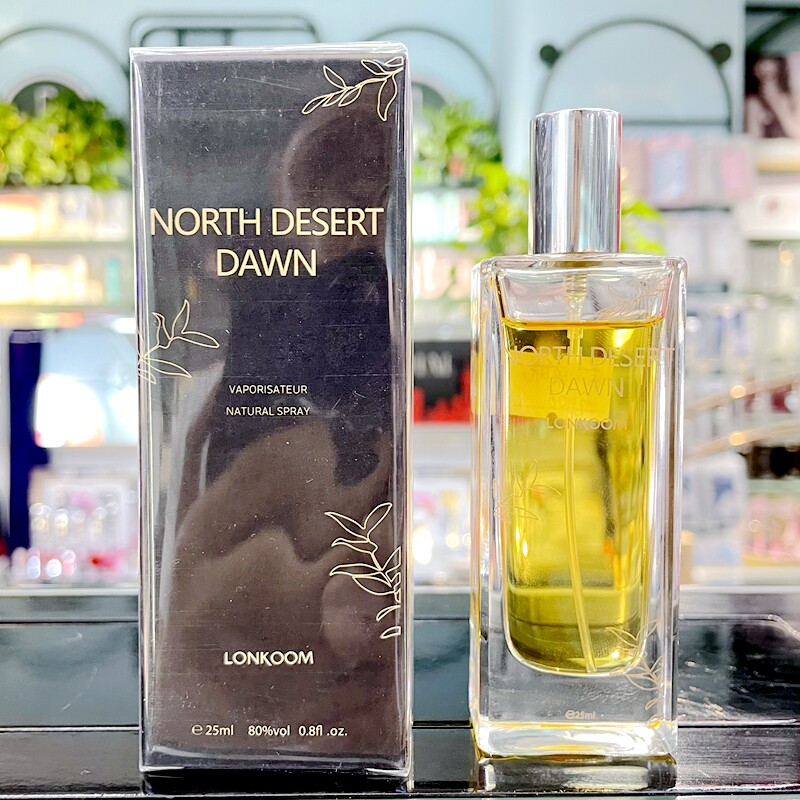 NORTH DESERT
DAWN
VAPORISATEUR
NATURAL SPRAY
LONKOOM
℮ 25ml 80%vol 0.8fl .oz.
NORTH DESERT
DAWN
LONKOOM
℮25ml